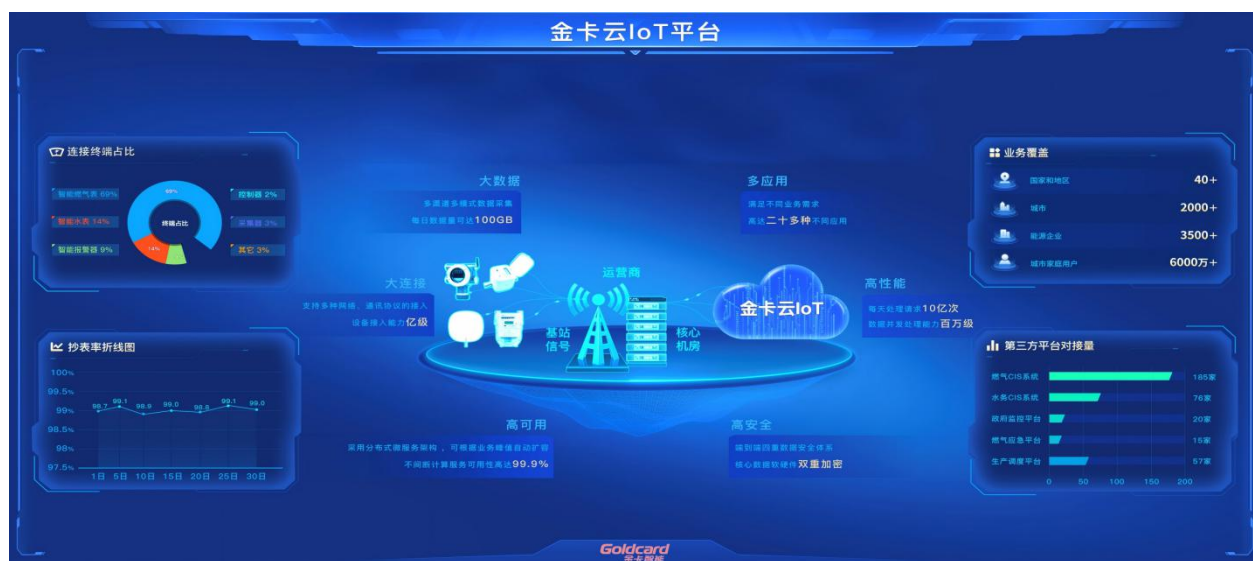 金卡云IoT平台
连接终端占比
智能燃气表 69%
智能水表 14%
智能报警器 9%
69%
14%
终端占比
控制器 2%
采集器 3%
其它 3%
抄表率折线图
100%
99.5%
99%
98.5%
98%
97.5%
98.7
99.1
98.9
99.0
98.8
99.1
99.0
1日 5日 10日 15日 20日 25日 30日
大数据
多渠道多模式数据采集
每日数据量可达100GB
多应用
满足不同业务需求
高达二十多种不同应用
大连接
支持多种网络、通讯协议的接入
设备接入能力亿级
运营商
基站
信号
核心
机房
金卡云IoT
高性能
每天处理请求10亿次
数据并发处理能力百万级
高可用
采用分布式微服务架构，可根据业务峰值自动扩容
不间断计算服务可用性高达99.9%
高安全
端到端四重数据安全体系
核心数据软硬件双重加密
业务覆盖
国家和地区 40+
城市 2000+
能源企业 3500+
城市家庭用户 6000万+
第三方平台对接量
燃气CIS系统 185家
水务CIS系统 76家
政府监控平台 20家
燃气应急平台 15家
生产调度平台 57家
0 50 100 150 200
Goldcard
金卡智能